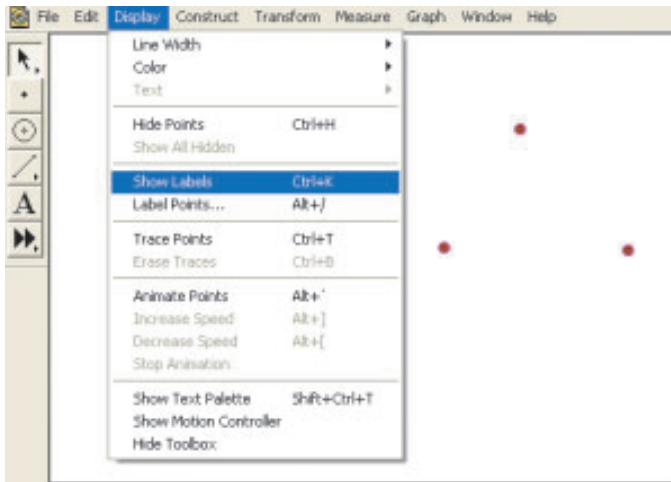 File Edit Display Construct Transform Measure Graph Window Help
Line Width
Color
Text
Hide Points Ctrl+H
Show All Hidden
Show Labels Ctrl+K
Label Points... Alt+/
Trace Points Ctrl+T
Erase Traces Ctrl+B
Animate Points Alt+`
Increase Speed Alt+]
Decrease Speed Alt+[
Stop Animation
Show Text Palette Shift+Ctrl+T
Show Motion Controller
Hide Toolbox
A